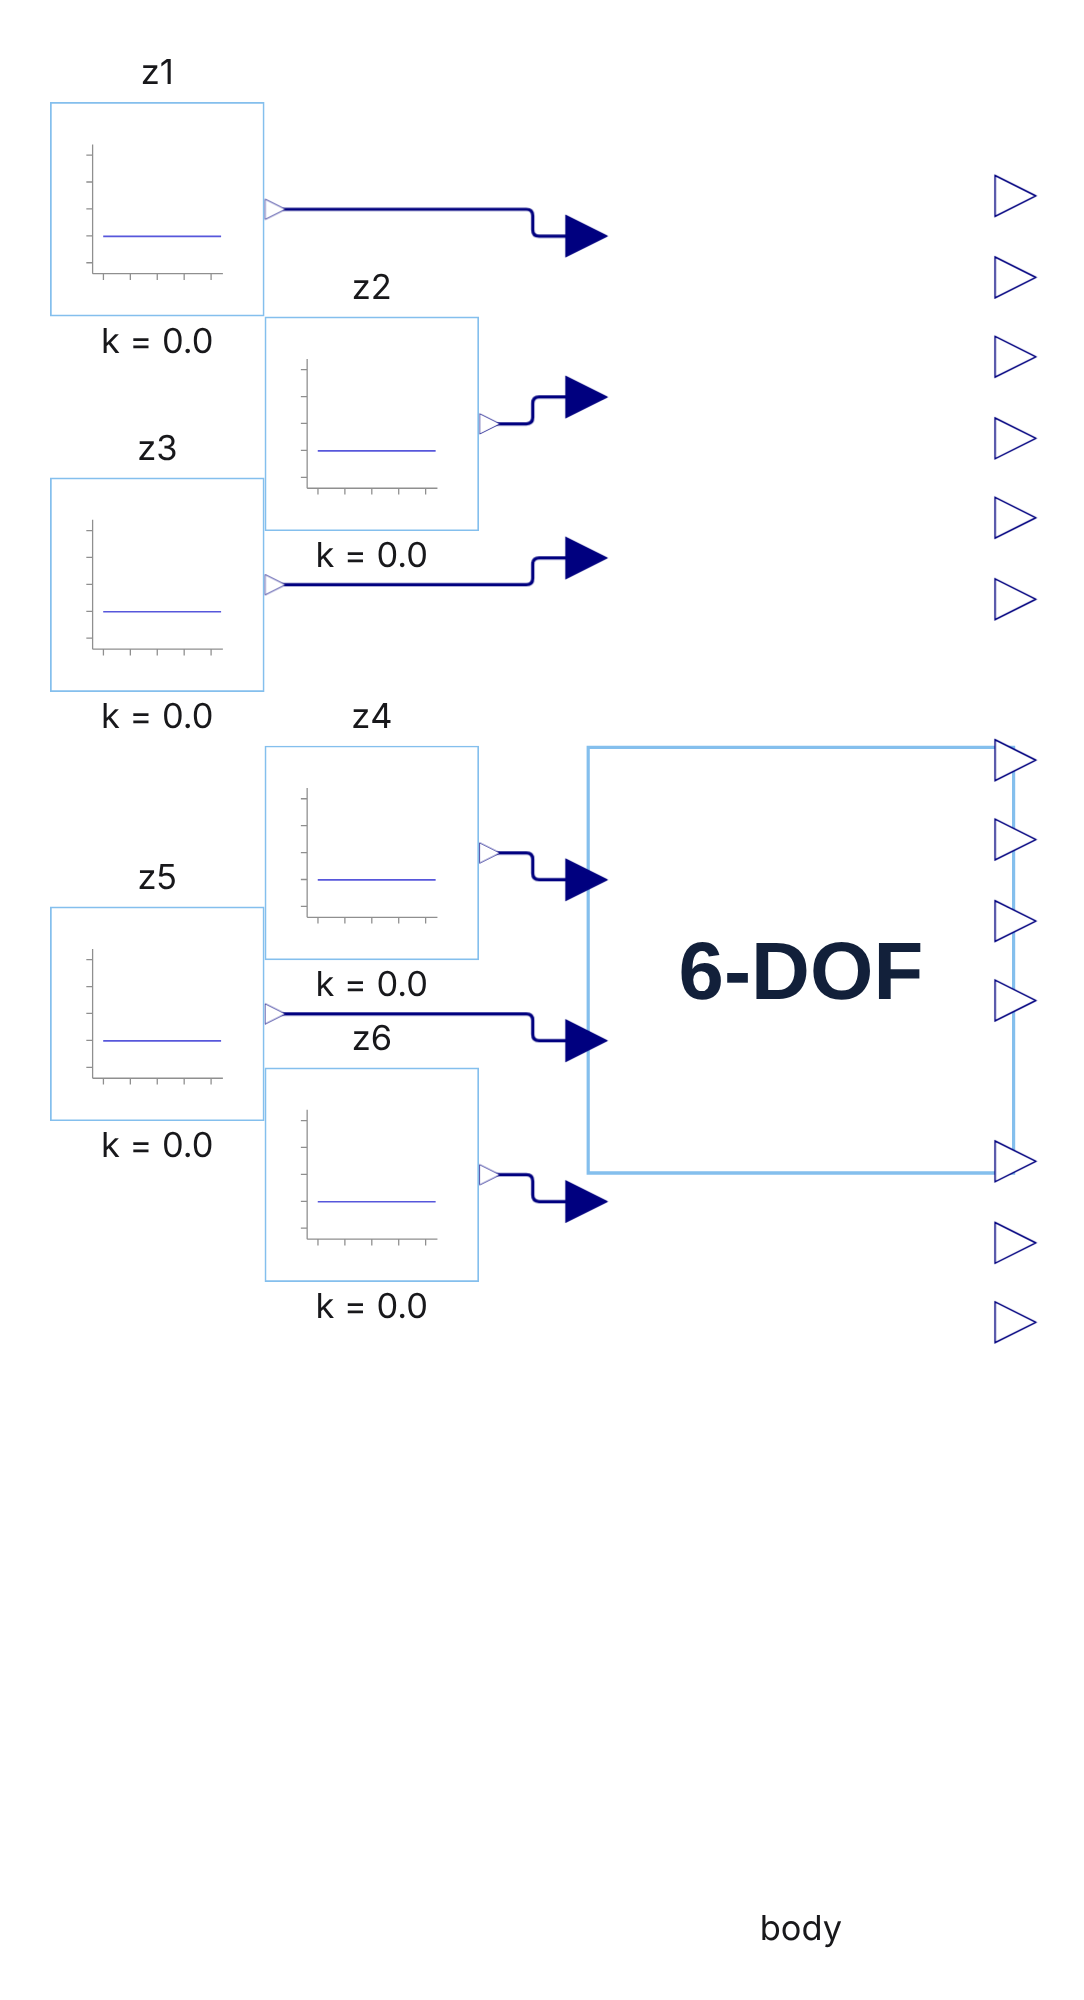 z1
k = 0.0
z2
k = 0.0
z3
k = 0.0
z4
k = 0.0
z5
k = 0.0
z6
k = 0.0
6-DOF
body